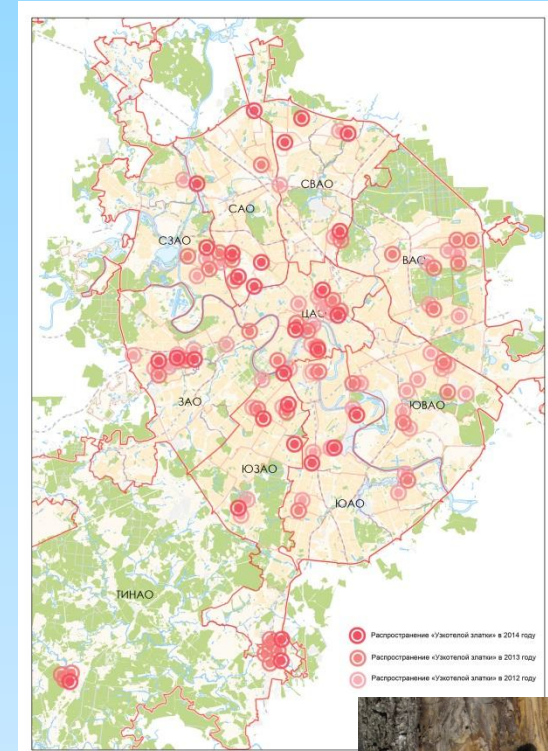 СВАО
САО
СЗАО
ВАО
ЦАО
ЗАО
ЮВАО
ЮЗАО
ЮАО
ТИНАО
Распространение «Узкотелой златки» в 2014 году
Распространение «Узкотелой златки» в 2013 году
Распространение «Узкотелой златки» в 2012 году